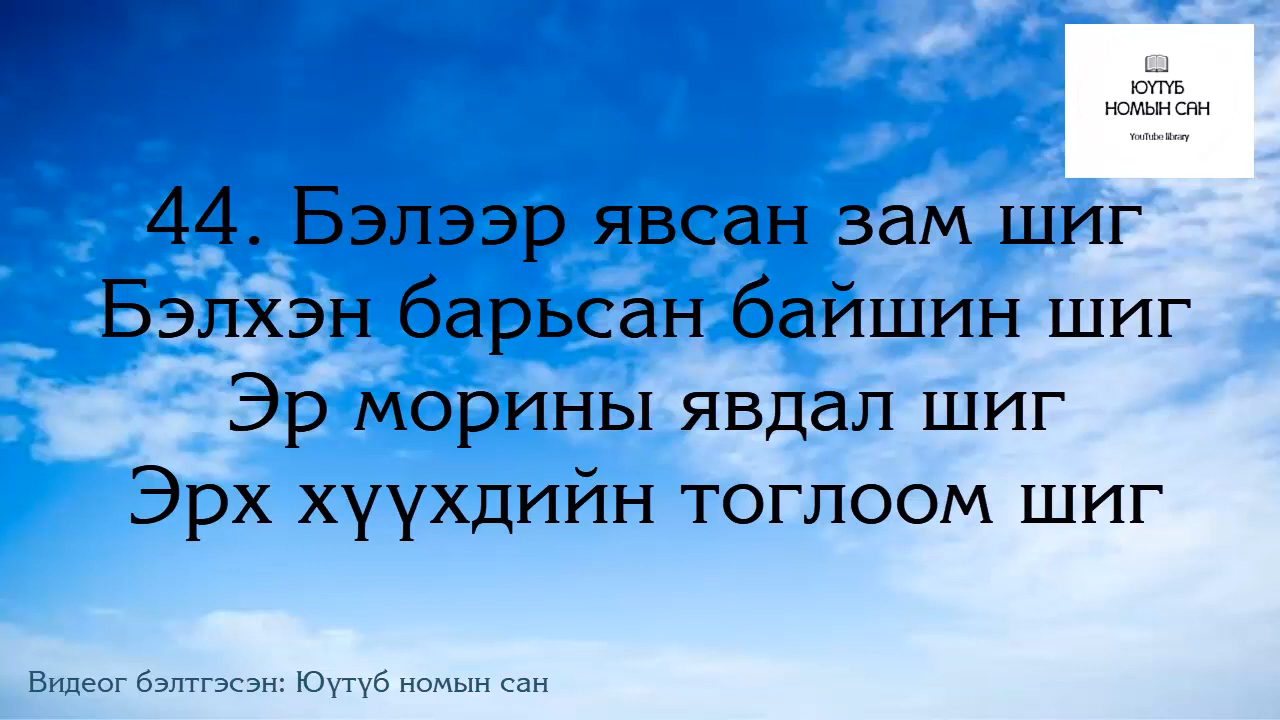 ЮҮТҮБ
НОМЫН САН
YouTube library
44. Бэлээр явсан зам шиг
Бэлхэн барьсан байшин шиг
Эр морины явдал шиг
Эрх хүүхдийн тоглоом шиг
Видеог бэлтгэсэн: Юүтүб номын сан